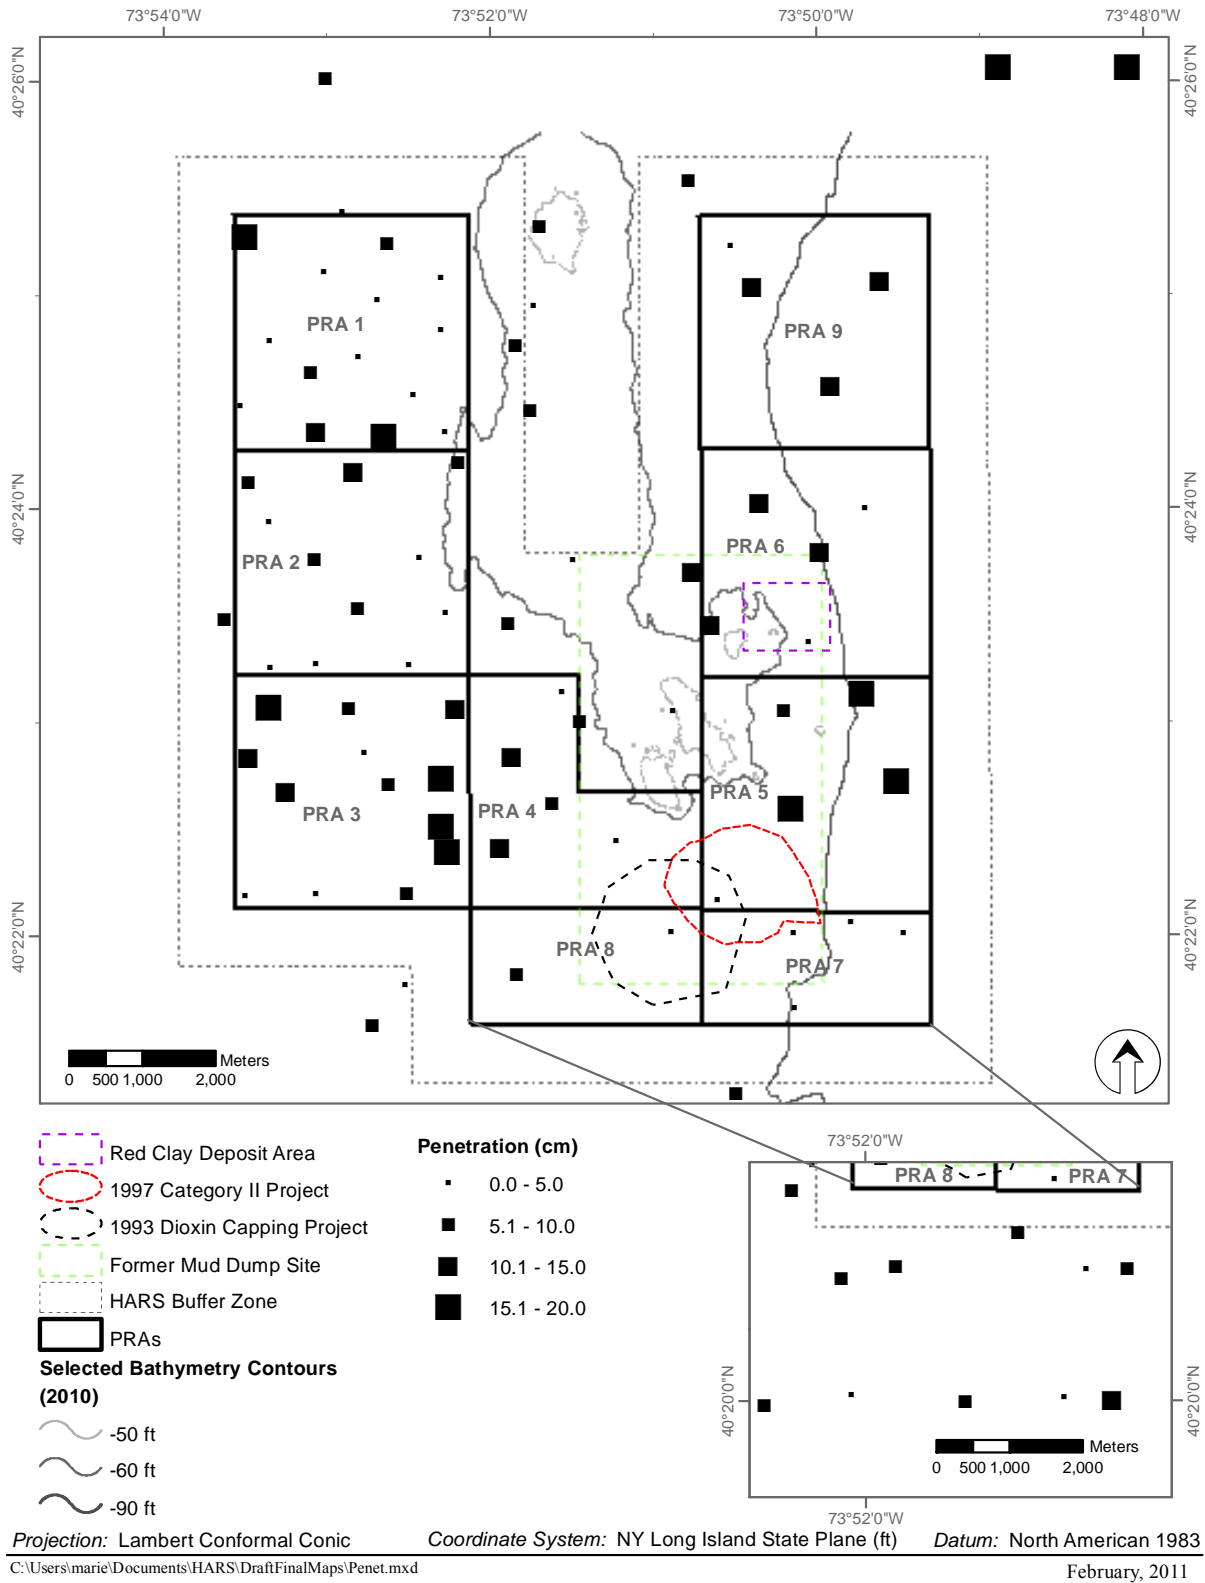 73°54'0"W 73°52'0"W 73°50'0"W 73°48'0"W
40°26'0"N 40°26'0"N
PRA 1 PRA 9
40°24'0"N 40°24'0"N
PRA 6
PRA 2
PRA 5
PRA 3 PRA 4
40°22'0"N 40°22'0"N
PRA 8
PRA 7
Meters
0 500 1,000 2,000
Red Clay Deposit Area
1997 Category II Project
1993 Dioxin Capping Project
Former Mud Dump Site
HARS Buffer Zone
PRAs
Selected Bathymetry Contours
(2010)
-50 ft
-60 ft
-90 ft
Penetration (cm)
0.0 - 5.0
5.1 - 10.0
10.1 - 15.0
15.1 - 20.0
73°52'0"W
PRA 8 PRA 7
40°20'0"N 40°20'0"N
Meters
0 500 1,000 2,000
73°52'0"W
Projection: Lambert Conformal Conic Coordinate System: NY Long Island State Plane (ft) Datum: North American 1983
C:\Users\marie\Documents\HARS\DraftFinalMaps\Penet.mxd February, 2011